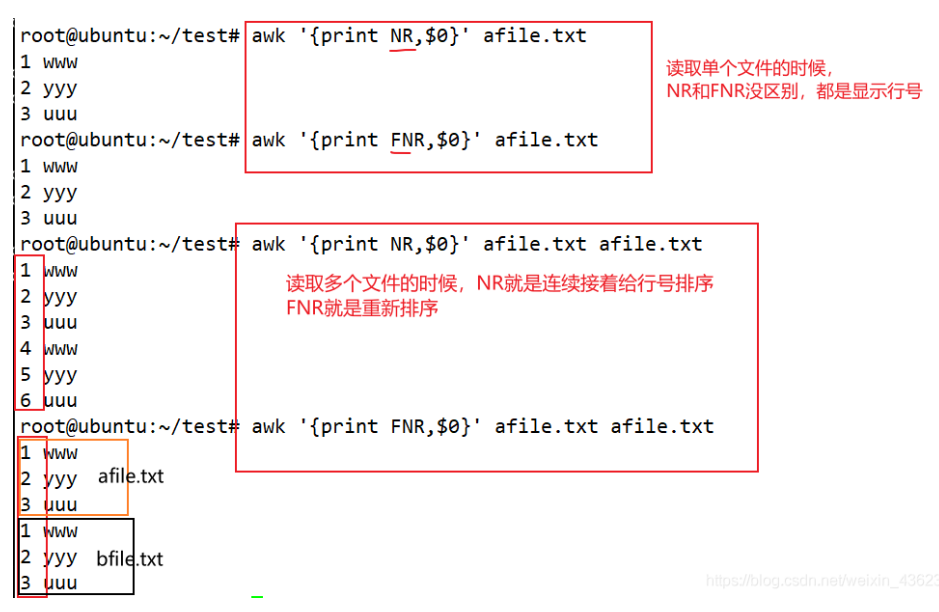 root@ubuntu:~/test# awk '{print NR,$0}' afile.txt
1 www
2 yyy
3 uuu
读取单个文件的时候，
NR和FNR没区别，都是显示行号
root@ubuntu:~/test# awk '{print FNR,$0}' afile.txt
1 www
2 yyy
3 uuu
root@ubuntu:~/test# awk '{print NR,$0}' afile.txt afile.txt
1 www
2 yyy
3 uuu
4 www
5 yyy
6 uuu
读取多个文件的时候，NR就是连续接着给行号排序
FNR就是重新排序
root@ubuntu:~/test# awk '{print FNR,$0}' afile.txt afile.txt
1 www
2 yyy
3 uuu
afile.txt
1 www
2 yyy
3 uuu
bfile.txt
https://blog.csdn.net/weixin_43623